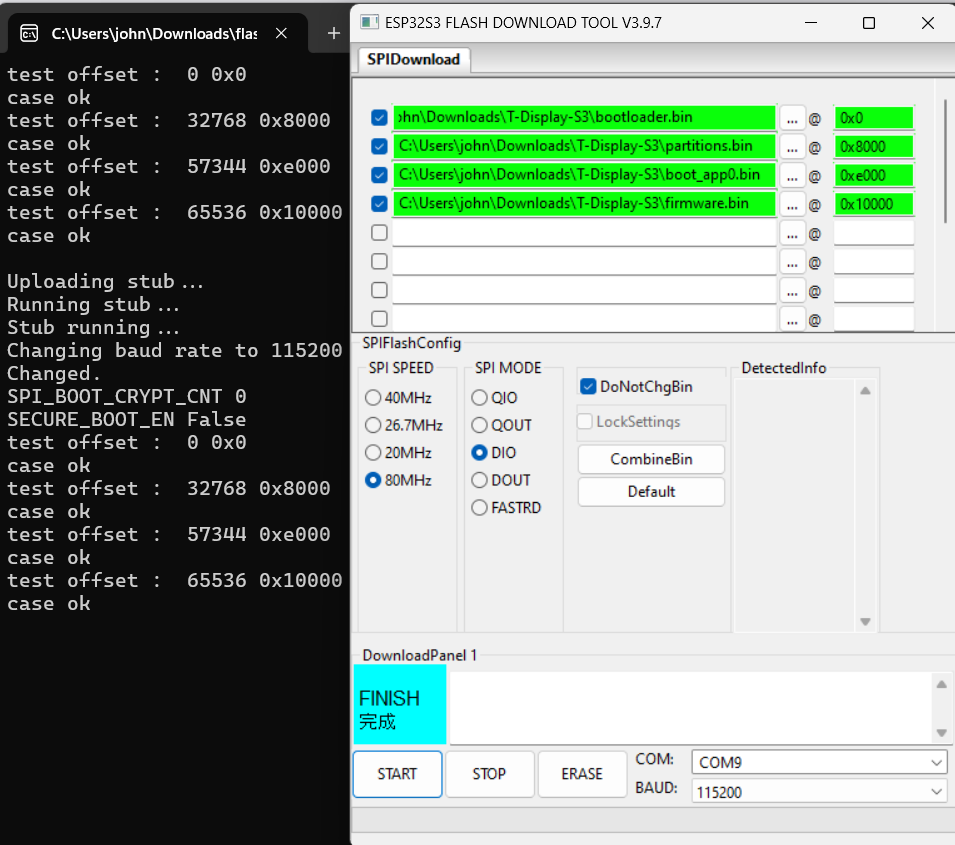 C:\Users\john\Downloads\flas
test offset :  0 0x0
case ok
test offset :  32768 0x8000
case ok
test offset :  57344 0xe000
case ok
test offset :  65536 0x10000
case ok
Uploading stub...
Running stub...
Stub running...
Changing baud rate to 115200
Changed.
SPI_BOOT_CRYPT_CNT 0
SECURE_BOOT_EN False
test offset :  0 0x0
case ok
test offset :  32768 0x8000
case ok
test offset :  57344 0xe000
case ok
test offset :  65536 0x10000
case ok
ESP32S3 FLASH DOWNLOAD TOOL V3.9.7
SPIDownload
ohn\Downloads\T-Display-S3\bootloader.bin ... @ 0x0
C:\Users\john\Downloads\T-Display-S3\partitions.bin ... @ 0x8000
C:\Users\john\Downloads\T-Display-S3\boot_app0.bin ... @ 0xe000
C:\Users\john\Downloads\T-Display-S3\firmware.bin ... @ 0x10000
... @
... @
... @
... @
SPIFlashConfig
SPI SPEED
40MHz
26.7MHz
20MHz
80MHz
SPI MODE
QIO
QOUT
DIO
DOUT
FASTRD
DoNotChgBin
LockSettings
CombineBin
Default
DetectedInfo
DownloadPanel 1
FINISH
完成
START STOP ERASE
COM: COM9
BAUD: 115200